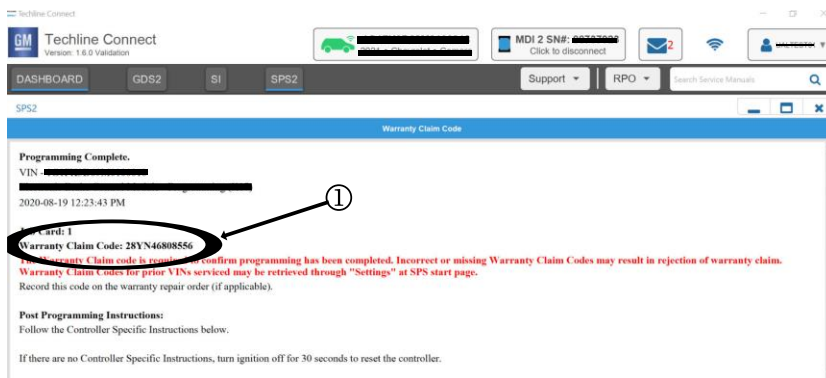 Techline Connect
GM Techline Connect
Version: 1.6.0 Validation
MDI 2 SN#:
Click to disconnect
2
DASHBOARD GDS2 SI SPS2 Support RPO Search Service Manuals
SPS2
Warranty Claim Code
Programming Complete.
VIN -
2020-08-19 12:23:43 PM
①
Card: 1
Warranty Claim Code: 28YN46808556
The Warranty Claim code is required to confirm programming has been completed. Incorrect or missing Warranty Claim Codes may result in rejection of warranty claim.
Warranty Claim Codes for prior VINs serviced may be retrieved through "Settings" at SPS start page.
Record this code on the warranty repair order (if applicable).
Post Programming Instructions:
Follow the Controller Specific Instructions below.
If there are no Controller Specific Instructions, turn ignition off for 30 seconds to reset the controller.